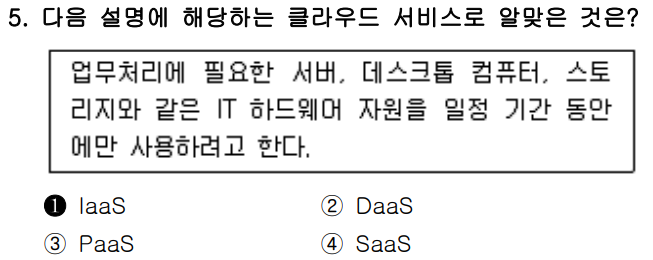 5. 다음 설명에 해당하는 클라우드 서비스로 알맞은 것은?
업무처리에 필요한 서버, 데스크톱 컴퓨터, 스토
리지와 같은 IT 하드웨어 자원을 일정 기간 동안
에만 사용하려고 한다.
❶ IaaS ② DaaS
③ PaaS ④ SaaS